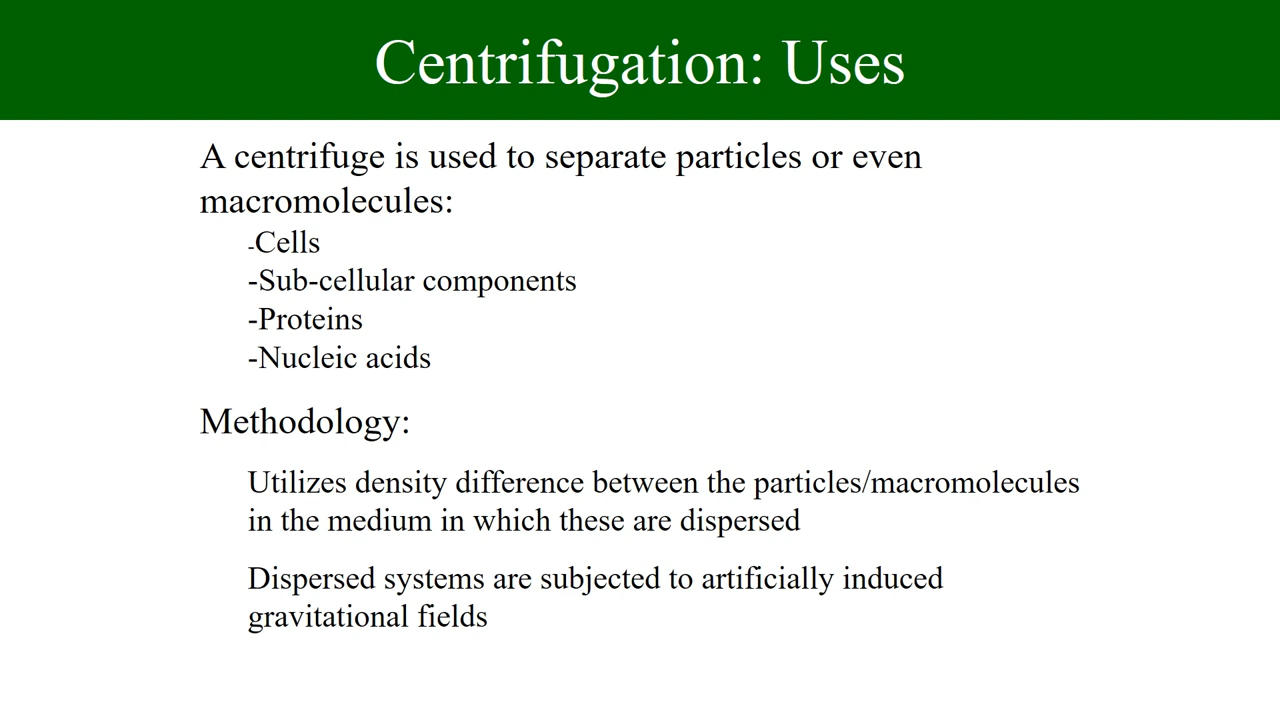 Centrifugation: Uses
A centrifuge is used to separate particles or even
macromolecules:
-Cells
-Sub-cellular components
-Proteins
-Nucleic acids
Methodology:
Utilizes density difference between the particles/macromolecules
in the medium in which these are dispersed
Dispersed systems are subjected to artificially induced
gravitational fields